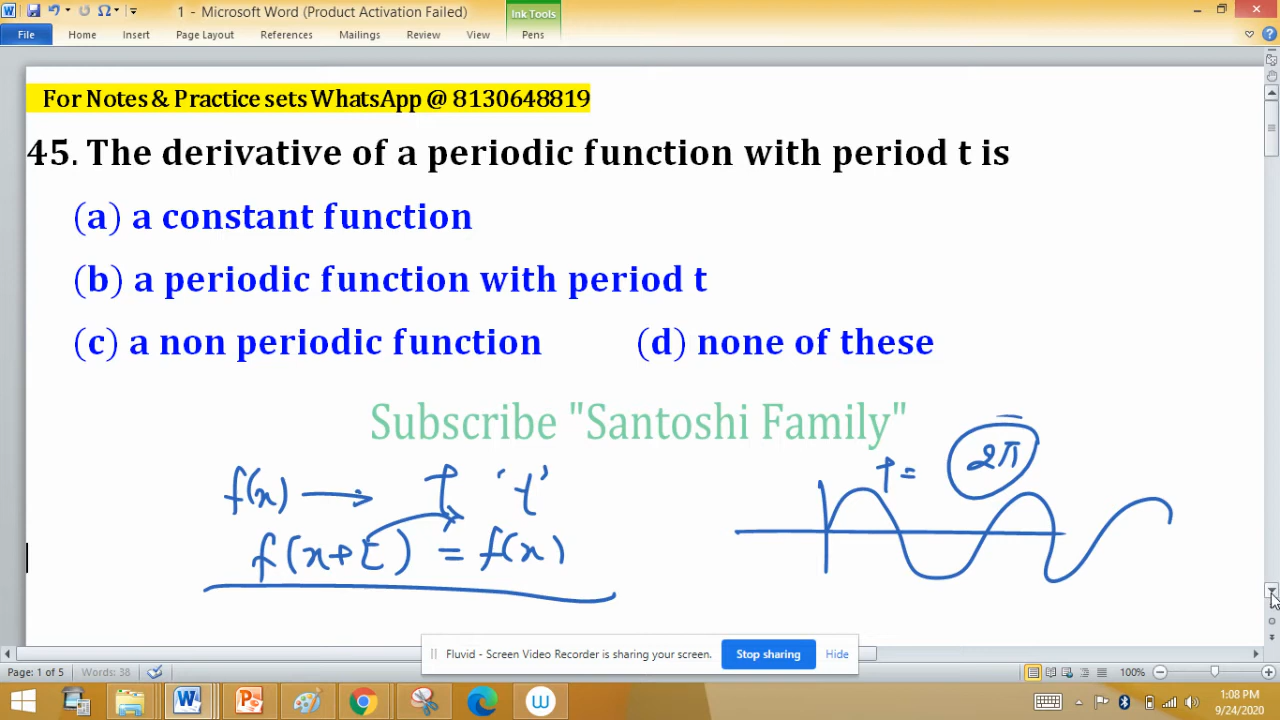 1 - Microsoft Word (Product Activation Failed)
Ink Tools
File Home Insert Page Layout References Mailings Review View Pens
For Notes & Practice sets WhatsApp @ 8130648819
45. The derivative of a periodic function with period t is
(a) a constant function
(b) a periodic function with period t
(c) a non periodic function (d) none of these
Subscribe "Santoshi Family"
f(x) → T 't'
f(x+t) = f(x)
T = 2π
Fluvid - Screen Video Recorder is sharing your screen. Stop sharing Hide
Page: 1 of 5 Words: 38 100%
1:08 PM
9/24/2020